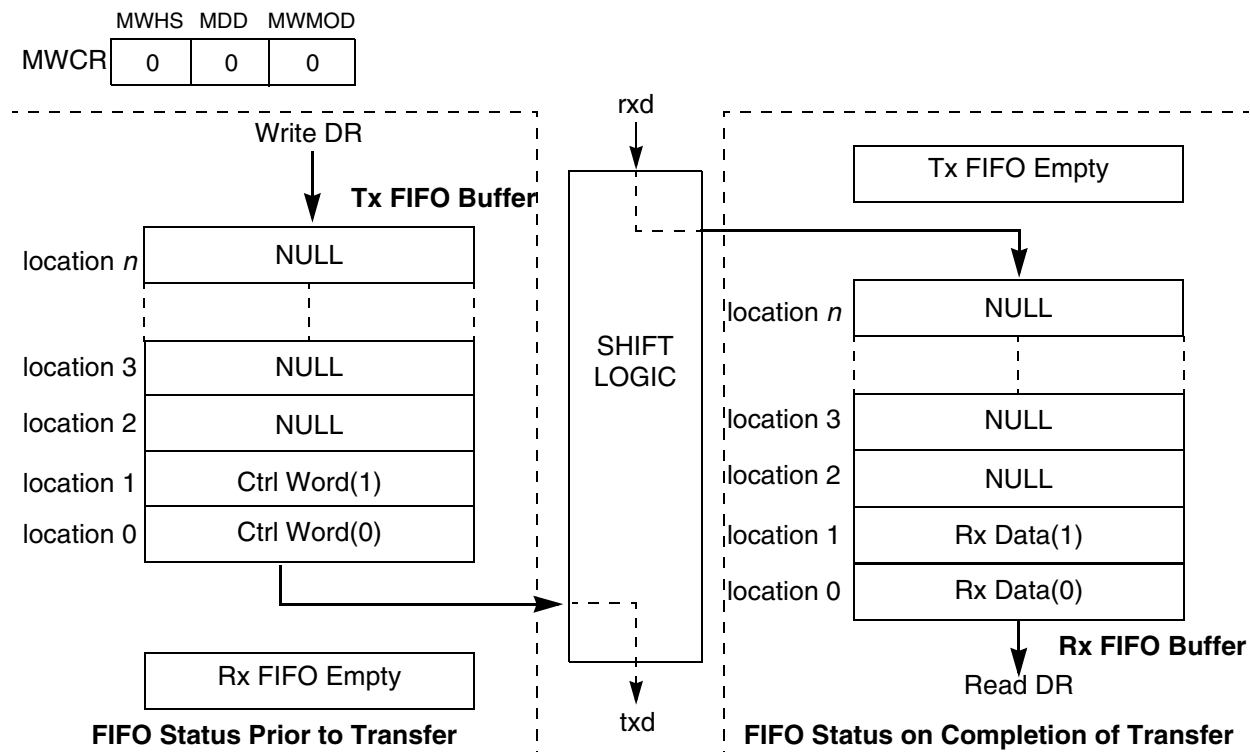 MWHS MDD MWMOD
MWCR 0 0 0
Write DR
Tx FIFO Buffer
location n NULL
location 3 NULL
location 2 NULL
location 1 Ctrl Word(1)
location 0 Ctrl Word(0)
Rx FIFO Empty
FIFO Status Prior to Transfer
rxd
SHIFT
LOGIC
txd
Tx FIFO Empty
location n NULL
location 3 NULL
location 2 NULL
location 1 Rx Data(1)
location 0 Rx Data(0)
Rx FIFO Buffer
Read DR
FIFO Status on Completion of Transfer